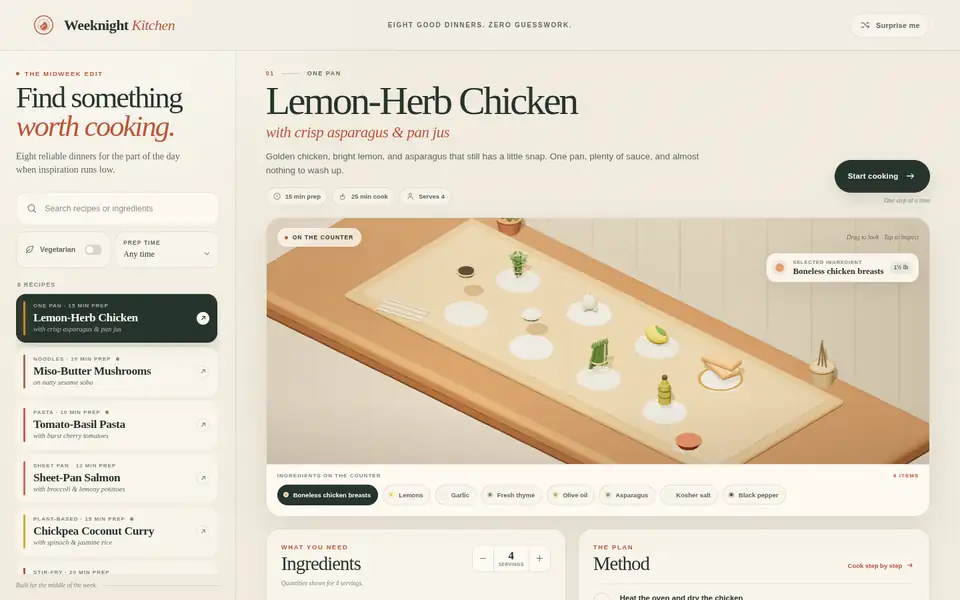 Weeknight Kitchen
EIGHT GOOD DINNERS. ZERO GUESSWORK.
Surprise me
THE MIDWEEK EDIT
Find something
worth cooking.
Eight reliable dinners for the part of the day
when inspiration runs low.
Search recipes or ingredients
Vegetarian
PREP TIME
Any time
8 RECIPES
ONE PAN · 15 MIN PREP
Lemon-Herb Chicken
with crisp asparagus & pan jus
NOODLES · 10 MIN PREP
Miso-Butter Mushrooms
on nutty sesame soba
PASTA · 10 MIN PREP
Tomato-Basil Pasta
with burst cherry tomatoes
SHEET PAN · 12 MIN PREP
Sheet-Pan Salmon
with broccoli & lemony potatoes
PLANT-BASED · 15 MIN PREP
Chickpea Coconut Curry
with spinach & jasmine rice
STIR-FRY · 20 MIN PREP
Built for the middle of the week.
01 ONE PAN
Lemon-Herb Chicken
with crisp asparagus & pan jus
Golden chicken, bright lemon, and asparagus that still has a little snap. One pan, plenty of sauce, and almost
nothing to wash up.
15 min prep
25 min cook
Serves 4
Start cooking
One step at a time
ON THE COUNTER
Drag to look · Tap to inspect
SELECTED INGREDIENT
Boneless chicken breasts
1½ lb
INGREDIENTS ON THE COUNTER
8 ITEMS
Boneless chicken breasts
Lemons
Garlic
Fresh thyme
Olive oil
Asparagus
Kosher salt
Black pepper
WHAT YOU NEED
Ingredients
− 4 +
SERVINGS
Quantities shown for 4 servings.
THE PLAN
Method
Cook step by step
Heat the oven and dry the chicken